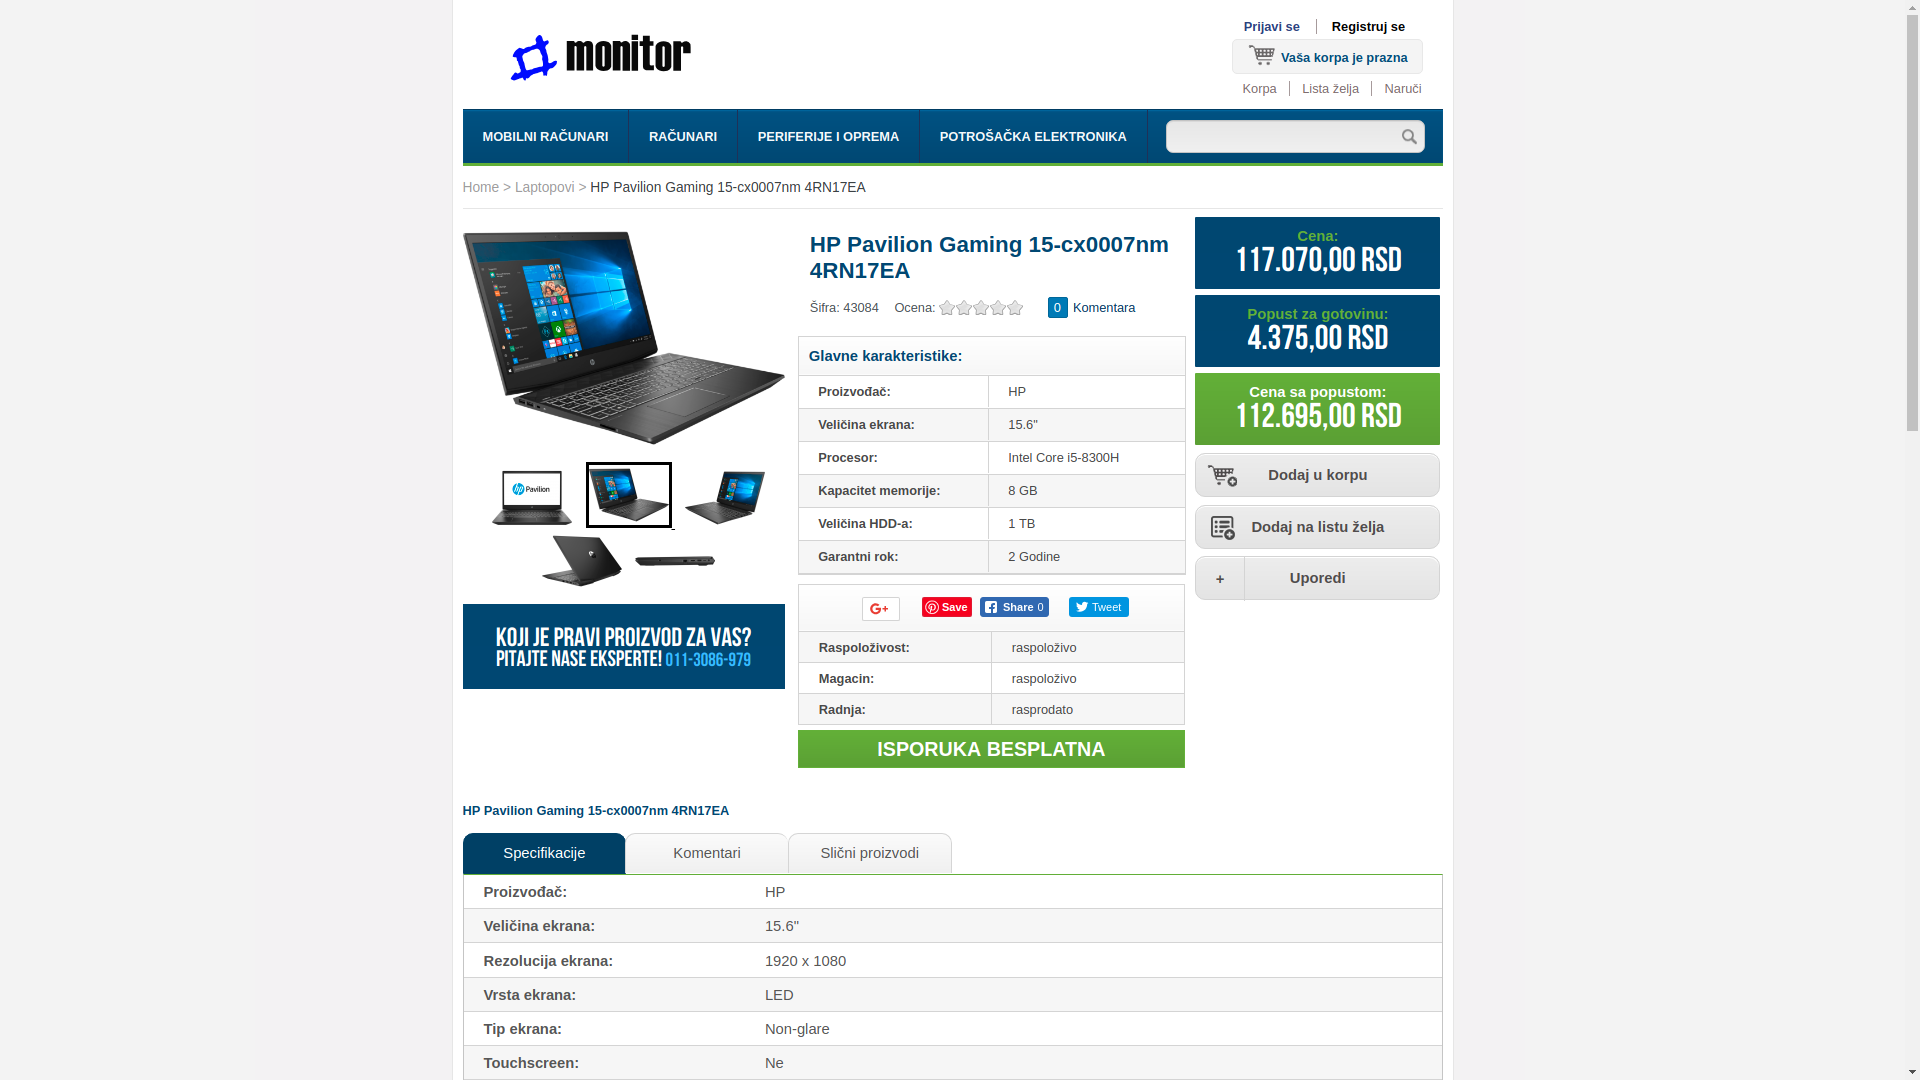 monitor
Prijavi se
Registruj se
Vaša korpa je prazna
Korpa
Lista želja
Naruči
MOBILNI RAČUNARI
RAČUNARI
PERIFERIJE I OPREMA
POTROŠAČKA ELEKTRONIKA
Home > Laptopovi > HP Pavilion Gaming 15-cx0007nm 4RN17EA
HP Pavilion Gaming 15-cx0007nm
4RN17EA
Šifra: 43084
Ocena:
0 Komentara
Glavne karakteristike:
Proizvođač: HP
Veličina ekrana: 15.6"
Procesor: Intel Core i5-8300H
Kapacitet memorije: 8 GB
Veličina HDD-a: 1 TB
Garantni rok: 2 Godine
G+
Save
Share 0
Tweet
Raspoloživost: raspoloživo
Magacin: raspoloživo
Radnja: rasprodato
ISPORUKA BESPLATNA
Cena:
117.070,00 RSD
Popust za gotovinu:
4.375,00 RSD
Cena sa popustom:
112.695,00 RSD
Dodaj u korpu
Dodaj na listu želja
+ Uporedi
hp Pavilion
KOJI JE PRAVI PROIZVOD ZA VAS?
PITAJTE NASE EKSPERTE! 011-3086-979
HP Pavilion Gaming 15-cx0007nm 4RN17EA
Specifikacije
Komentari
Slični proizvodi
Proizvođač: HP
Veličina ekrana: 15.6"
Rezolucija ekrana: 1920 x 1080
Vrsta ekrana: LED
Tip ekrana: Non-glare
Touchscreen: Ne